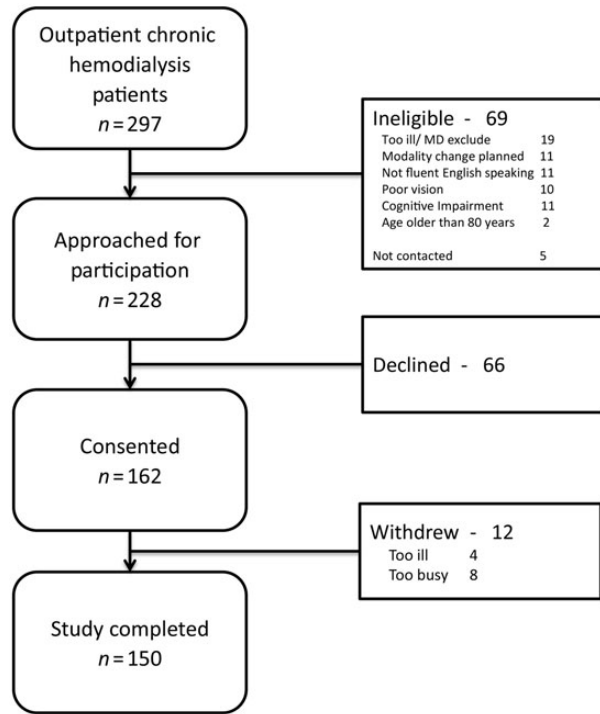 Outpatient chronic
hemodialysis
patients
n = 297
Ineligible - 69
Too ill/ MD exclude 19
Modality change planned 11
Not fluent English speaking 11
Poor vision 10
Cognitive Impairment 11
Age older than 80 years 2
Not contacted 5
Approached for
participation
n = 228
Declined - 66
Consented
n = 162
Withdrew - 12
Too ill 4
Too busy 8
Study completed
n = 150